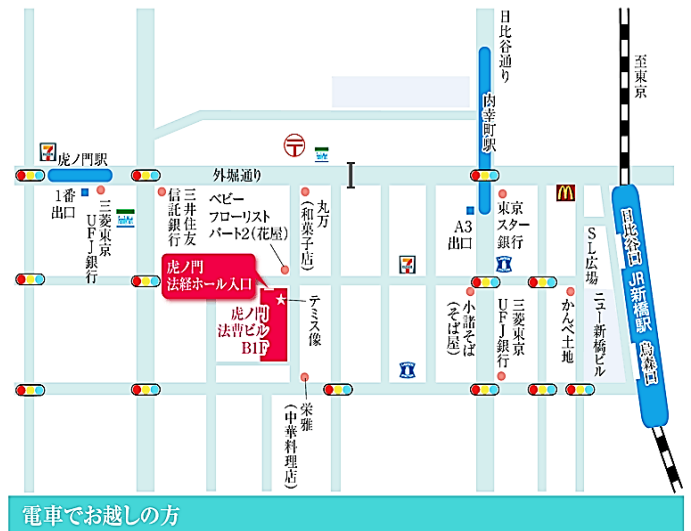 日比谷通り
至東京
内幸町駅
虎ノ門駅
外堀通り
1番
出口
三菱東京
UFJ銀行
三井住友
信託銀行
ベビー
フローリスト
パート2(花屋)
丸万
(和菓子店)
A3
出口
東京
スター
銀行
SL広場
日比谷口
JR新橋駅
烏森口
虎ノ門
法経ホール入口
虎ノ門
法曹ビル
B1F
テミス像
小諸そば
(そば屋)
三菱東京
UFJ銀行
かんべ土地
ニュー新橋ビル
栄雅
(中華料理店)
電車でお越しの方